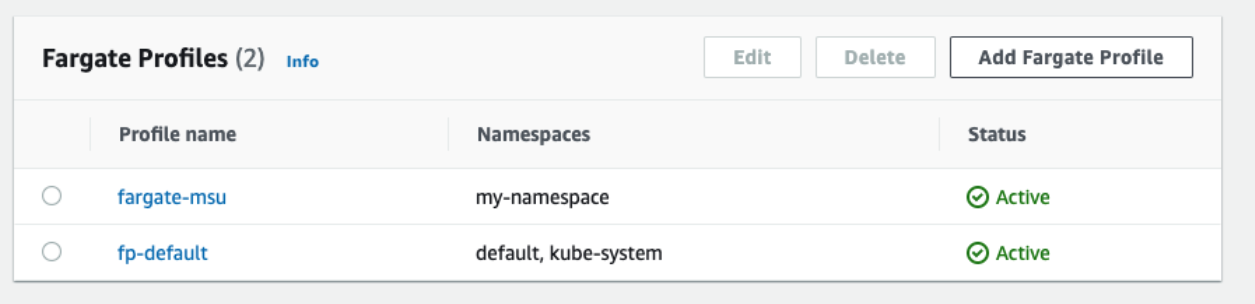 Fargate Profiles (2) Info Edit Delete Add Fargate Profile
Profile name Namespaces Status
fargate-msu my-namespace Active
fp-default default, kube-system Active